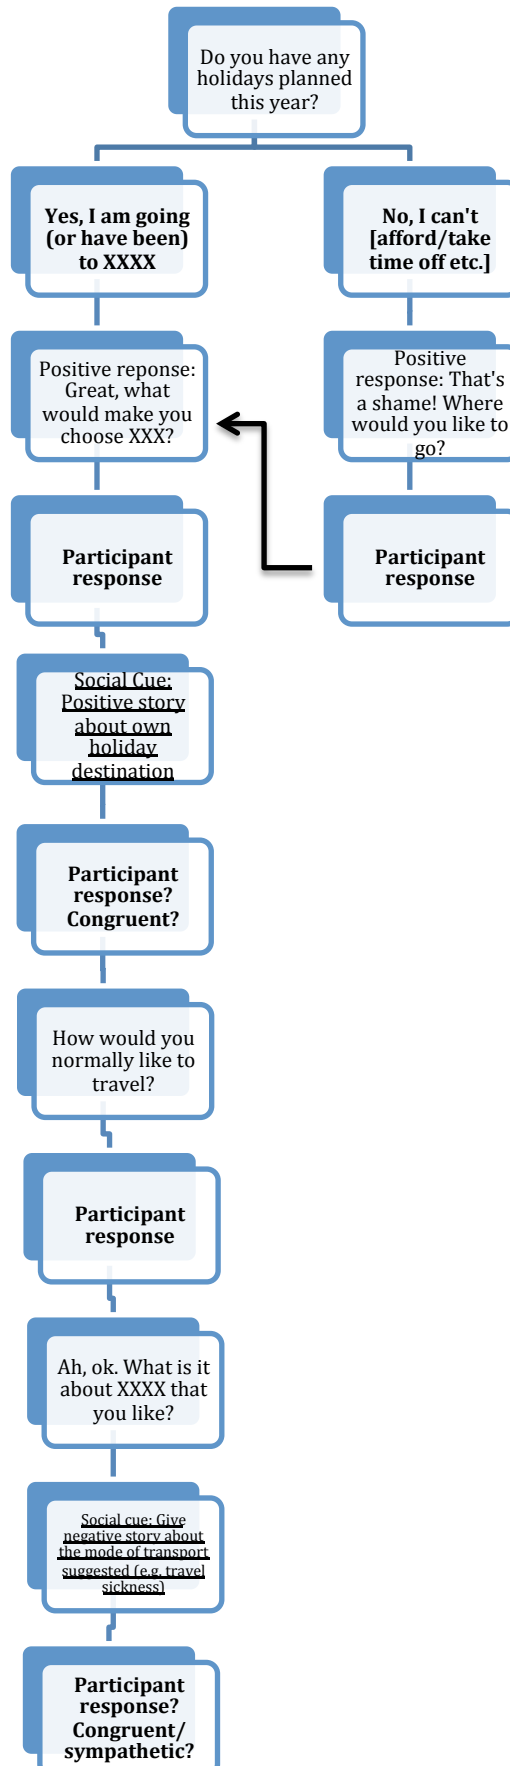 Do you have any
holidays planned
this year?
Yes, I am going
(or have been)
to XXXX
No, I can't
[afford/take
time off etc.]
Positive reponse:
Great, what
would make you
choose XXX?
Positive
response: That's
a shame! Where
would you like to
go?
Participant
response
Participant
response
Social Cue:
Positive story
about own
holiday
destination
Participant
response?
Congruent?
How would you
normally like to
travel?
Participant
response
Ah, ok. What is it
about XXXX that
you like?
Social cue: Give
negative story about
the mode of transport
suggested (e.g. travel
sickness)
Participant
response?
Congruent/
sympathetic?